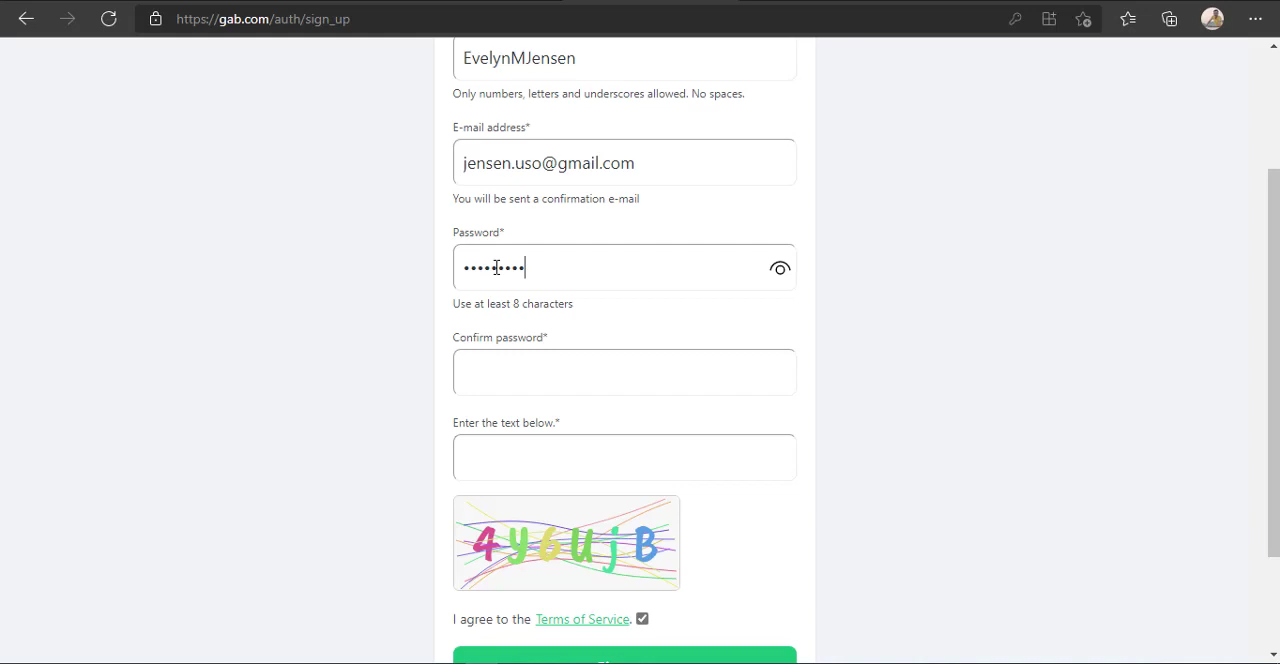 https://gab.com/auth/sign_up
EvelynMJensen
Only numbers, letters and underscores allowed. No spaces.
E-mail address*
jensen.uso@gmail.com
You will be sent a confirmation e-mail
Password*
•••••••••
Use at least 8 characters
Confirm password*
Enter the text below.*
4Y6UjB
I agree to the Terms of Service.